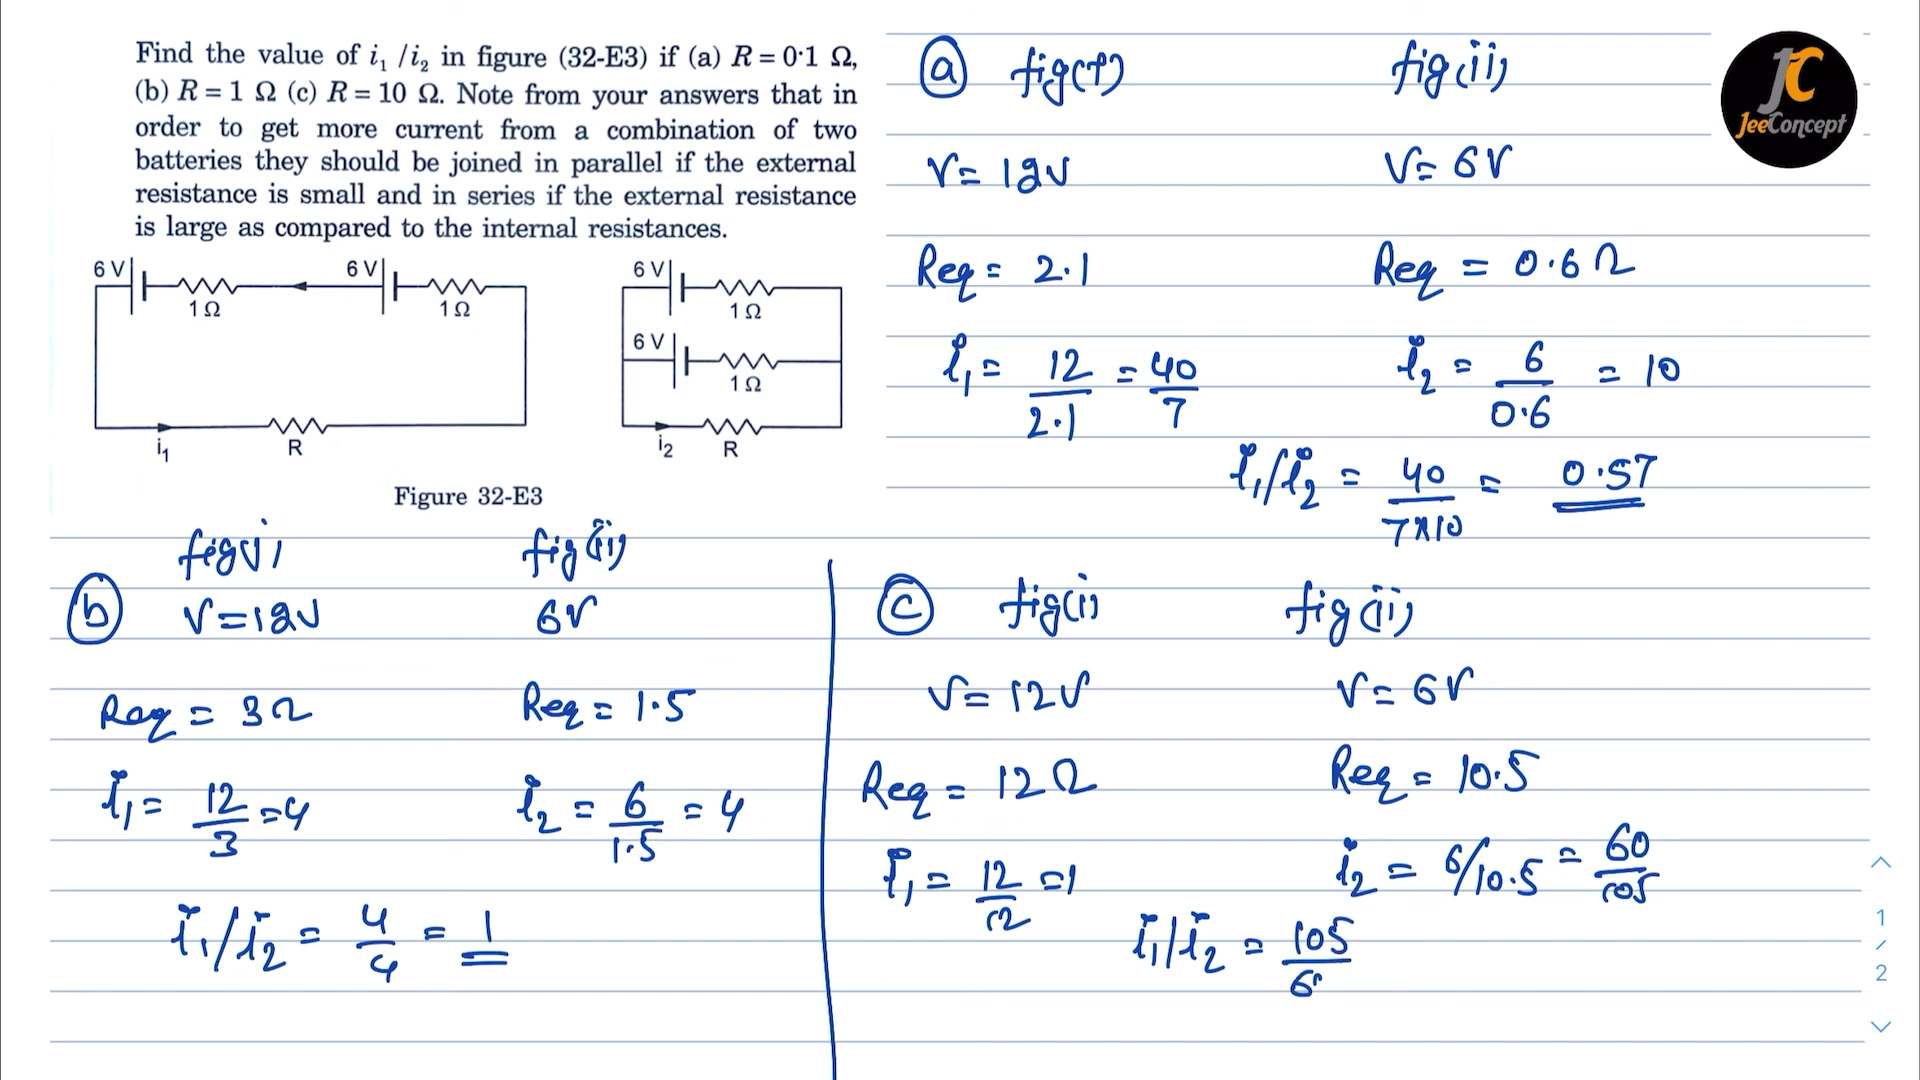 Find the value of i₁ /i₂ in figure (32-E3) if (a) R = 0·1 Ω,
(b) R = 1 Ω (c) R = 10 Ω. Note from your answers that in
order to get more current from a combination of two
batteries they should be joined in parallel if the external
resistance is small and in series if the external resistance
is large as compared to the internal resistances.
6 V 6 V
1 Ω 1 Ω
i₁ R
6 V
1 Ω
6 V
1 Ω
i₂ R
Figure 32-E3
JC
JeeConcept
(a) fig(i) fig(ii)
V = 12V V = 6V
Req = 2.1 Req = 0.6 Ω
i₁ = 12/2.1 = 40/7 i₂ = 6/0.6 = 10
i₁/i₂ = 40/7×10 = 0.57
fig(i) fig(ii)
(b) V = 12V 6V
Req = 3Ω Req = 1.5
i₁ = 12/3 = 4 i₂ = 6/1.5 = 4
i₁/i₂ = 4/4 = 1
(c) fig(i) fig(ii)
V = 12V V = 6V
Req = 12Ω Req = 10.5
i₁ = 12/12 = 1 i₂ = 6/10.5 = 60/105
i₁/i₂ = 105/6
1
/
2